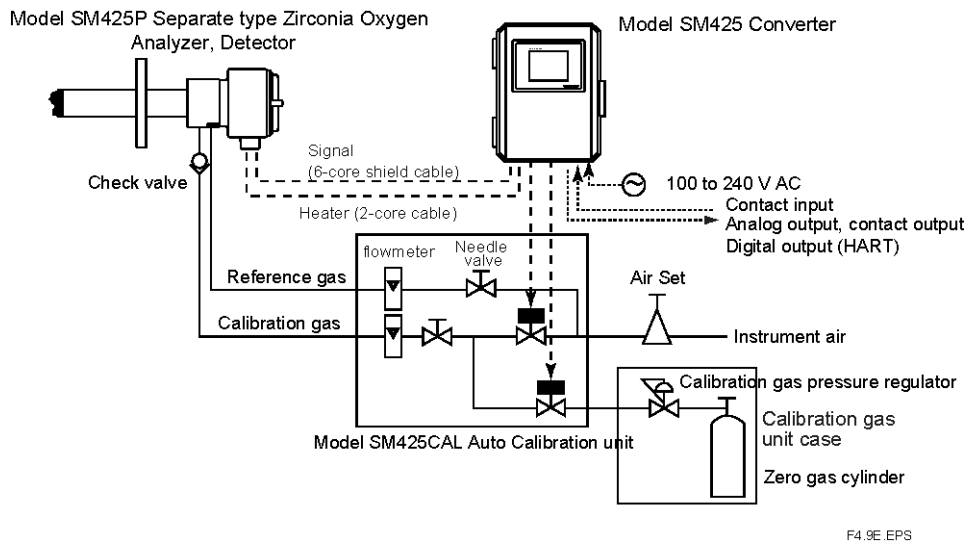 Model SM425P Separate type Zirconia Oxygen
Analyzer, Detector
Model SM425 Converter
Signal
(6-core shield cable)
Check valve
Heater (2-core cable)
100 to 240 V AC
Contact input
Analog output, contact output
Digital output (HART)
flowmeter
Needle
valve
Reference gas
Air Set
Calibration gas
Instrument air
Calibration gas pressure regulator
Calibration gas
unit case
Model SM425CAL Auto Calibration unit
Zero gas cylinder
F4.9E.EPS